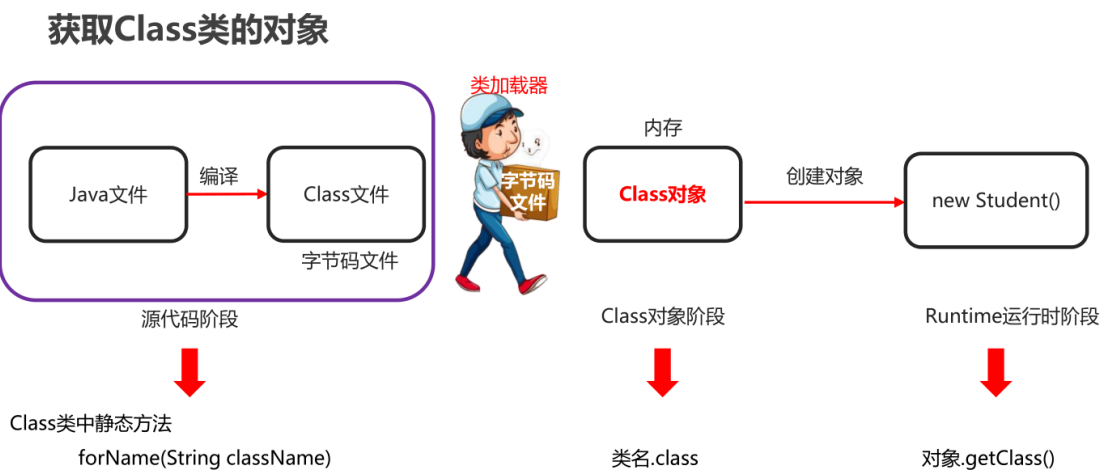 获取Class类的对象
类加载器
内存
Java文件
编译
Class文件
字节码
文件
Class对象
创建对象
new Student()
字节码文件
源代码阶段
Class对象阶段
Runtime运行时阶段
Class类中静态方法
forName(String className)
类名.class
对象.getClass()